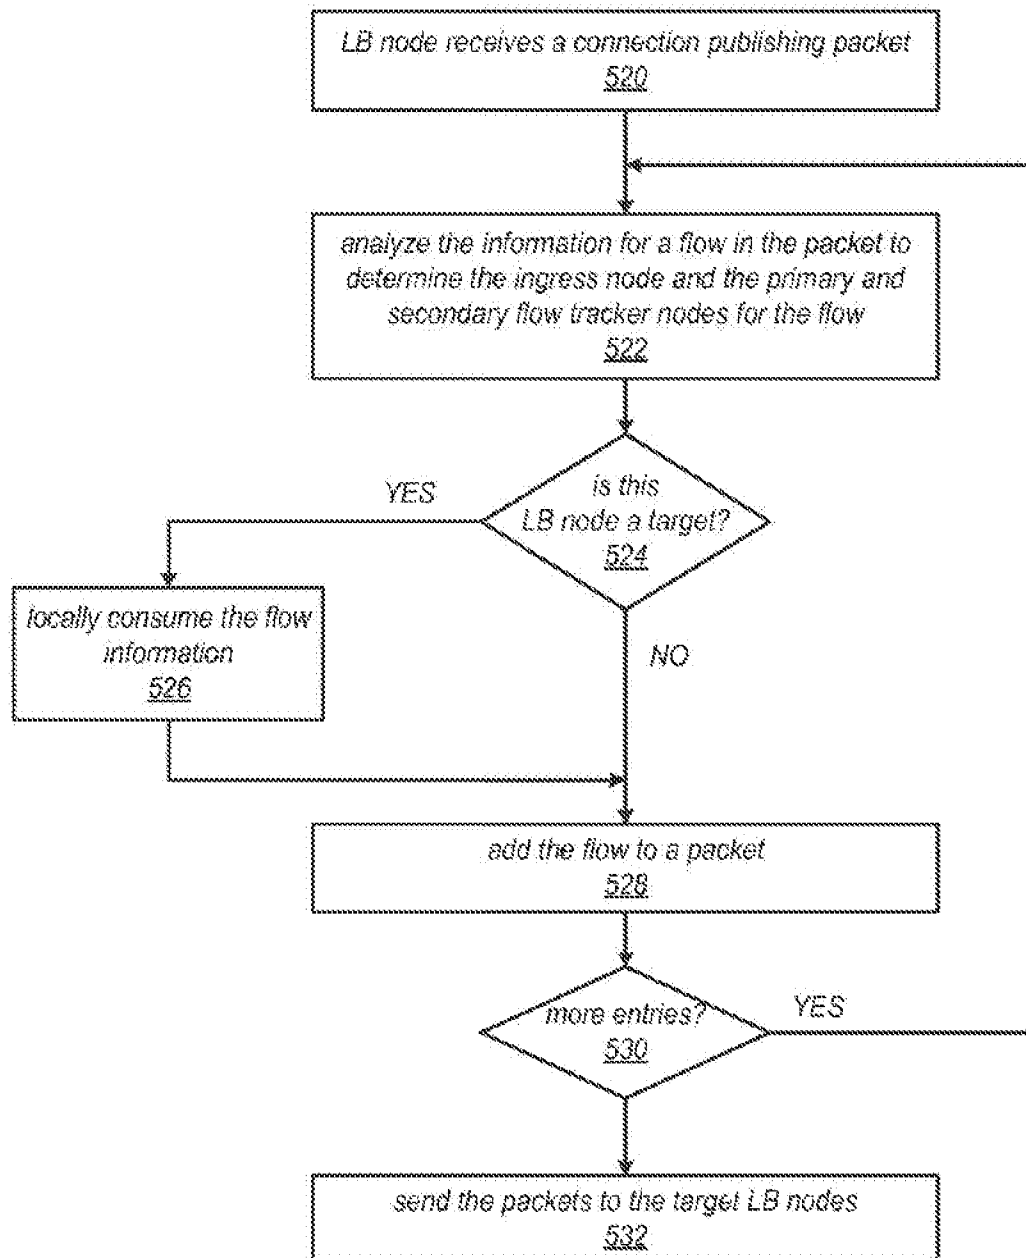 LB node receives a connection publishing packet
520
analyze the information for a flow in the packet to
determine the ingress node and the primary and
secondary flow tracker nodes for the flow
522
is this
LB node a target?
524
YES
locally consume the flow
information
526
NO
add the flow to a packet
528
more entries?
530
YES
send the packets to the target LB nodes
532